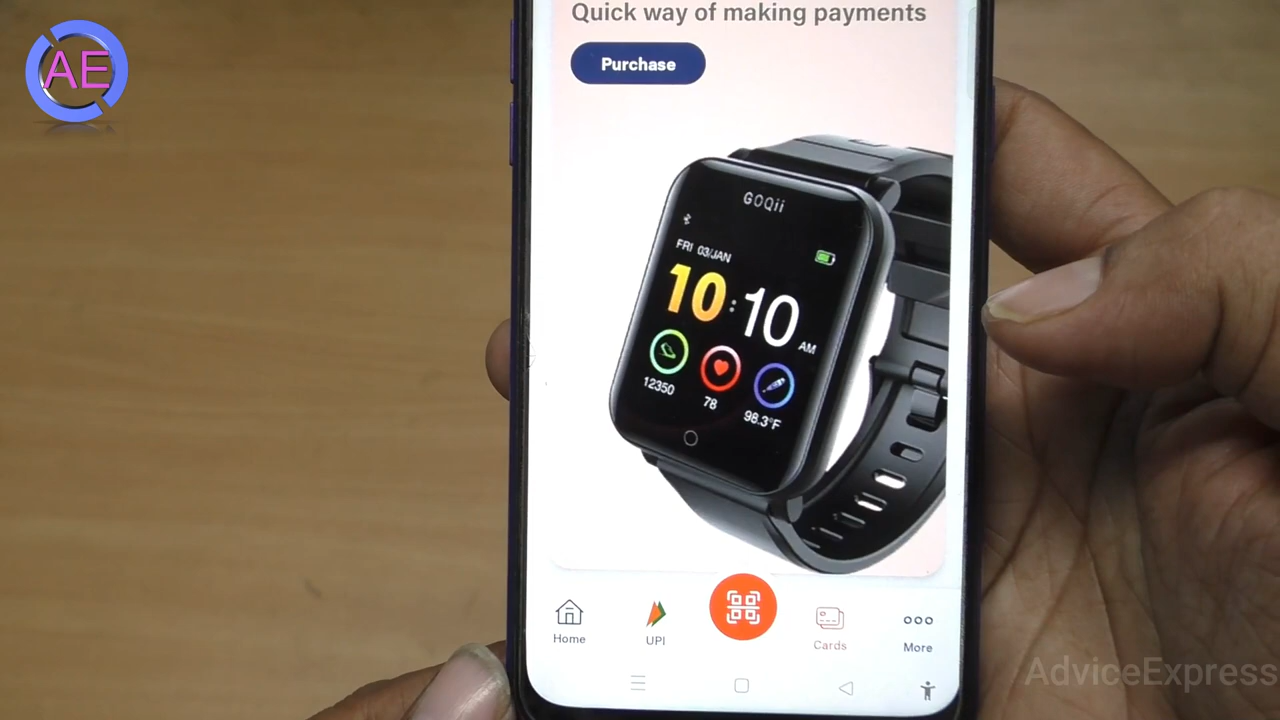 AE
Quick way of making payments
Purchase
GOQii
FRI 03/JAN
10:10
AM
12350
78
98.3°F
Home
UPI
Cards
More
AdviceExpress